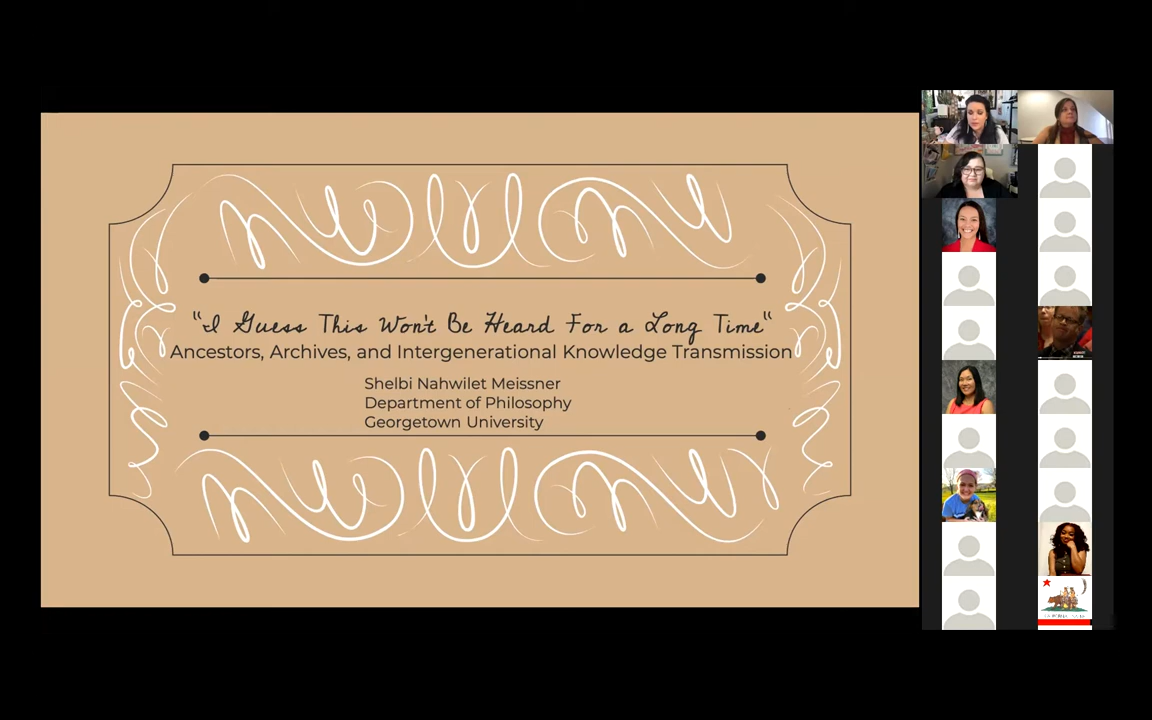 "I Guess This Won't Be Heard For a Long Time"
Ancestors, Archives, and Intergenerational Knowledge Transmission
Shelbi Nahwilet Meissner
Department of Philosophy
Georgetown University